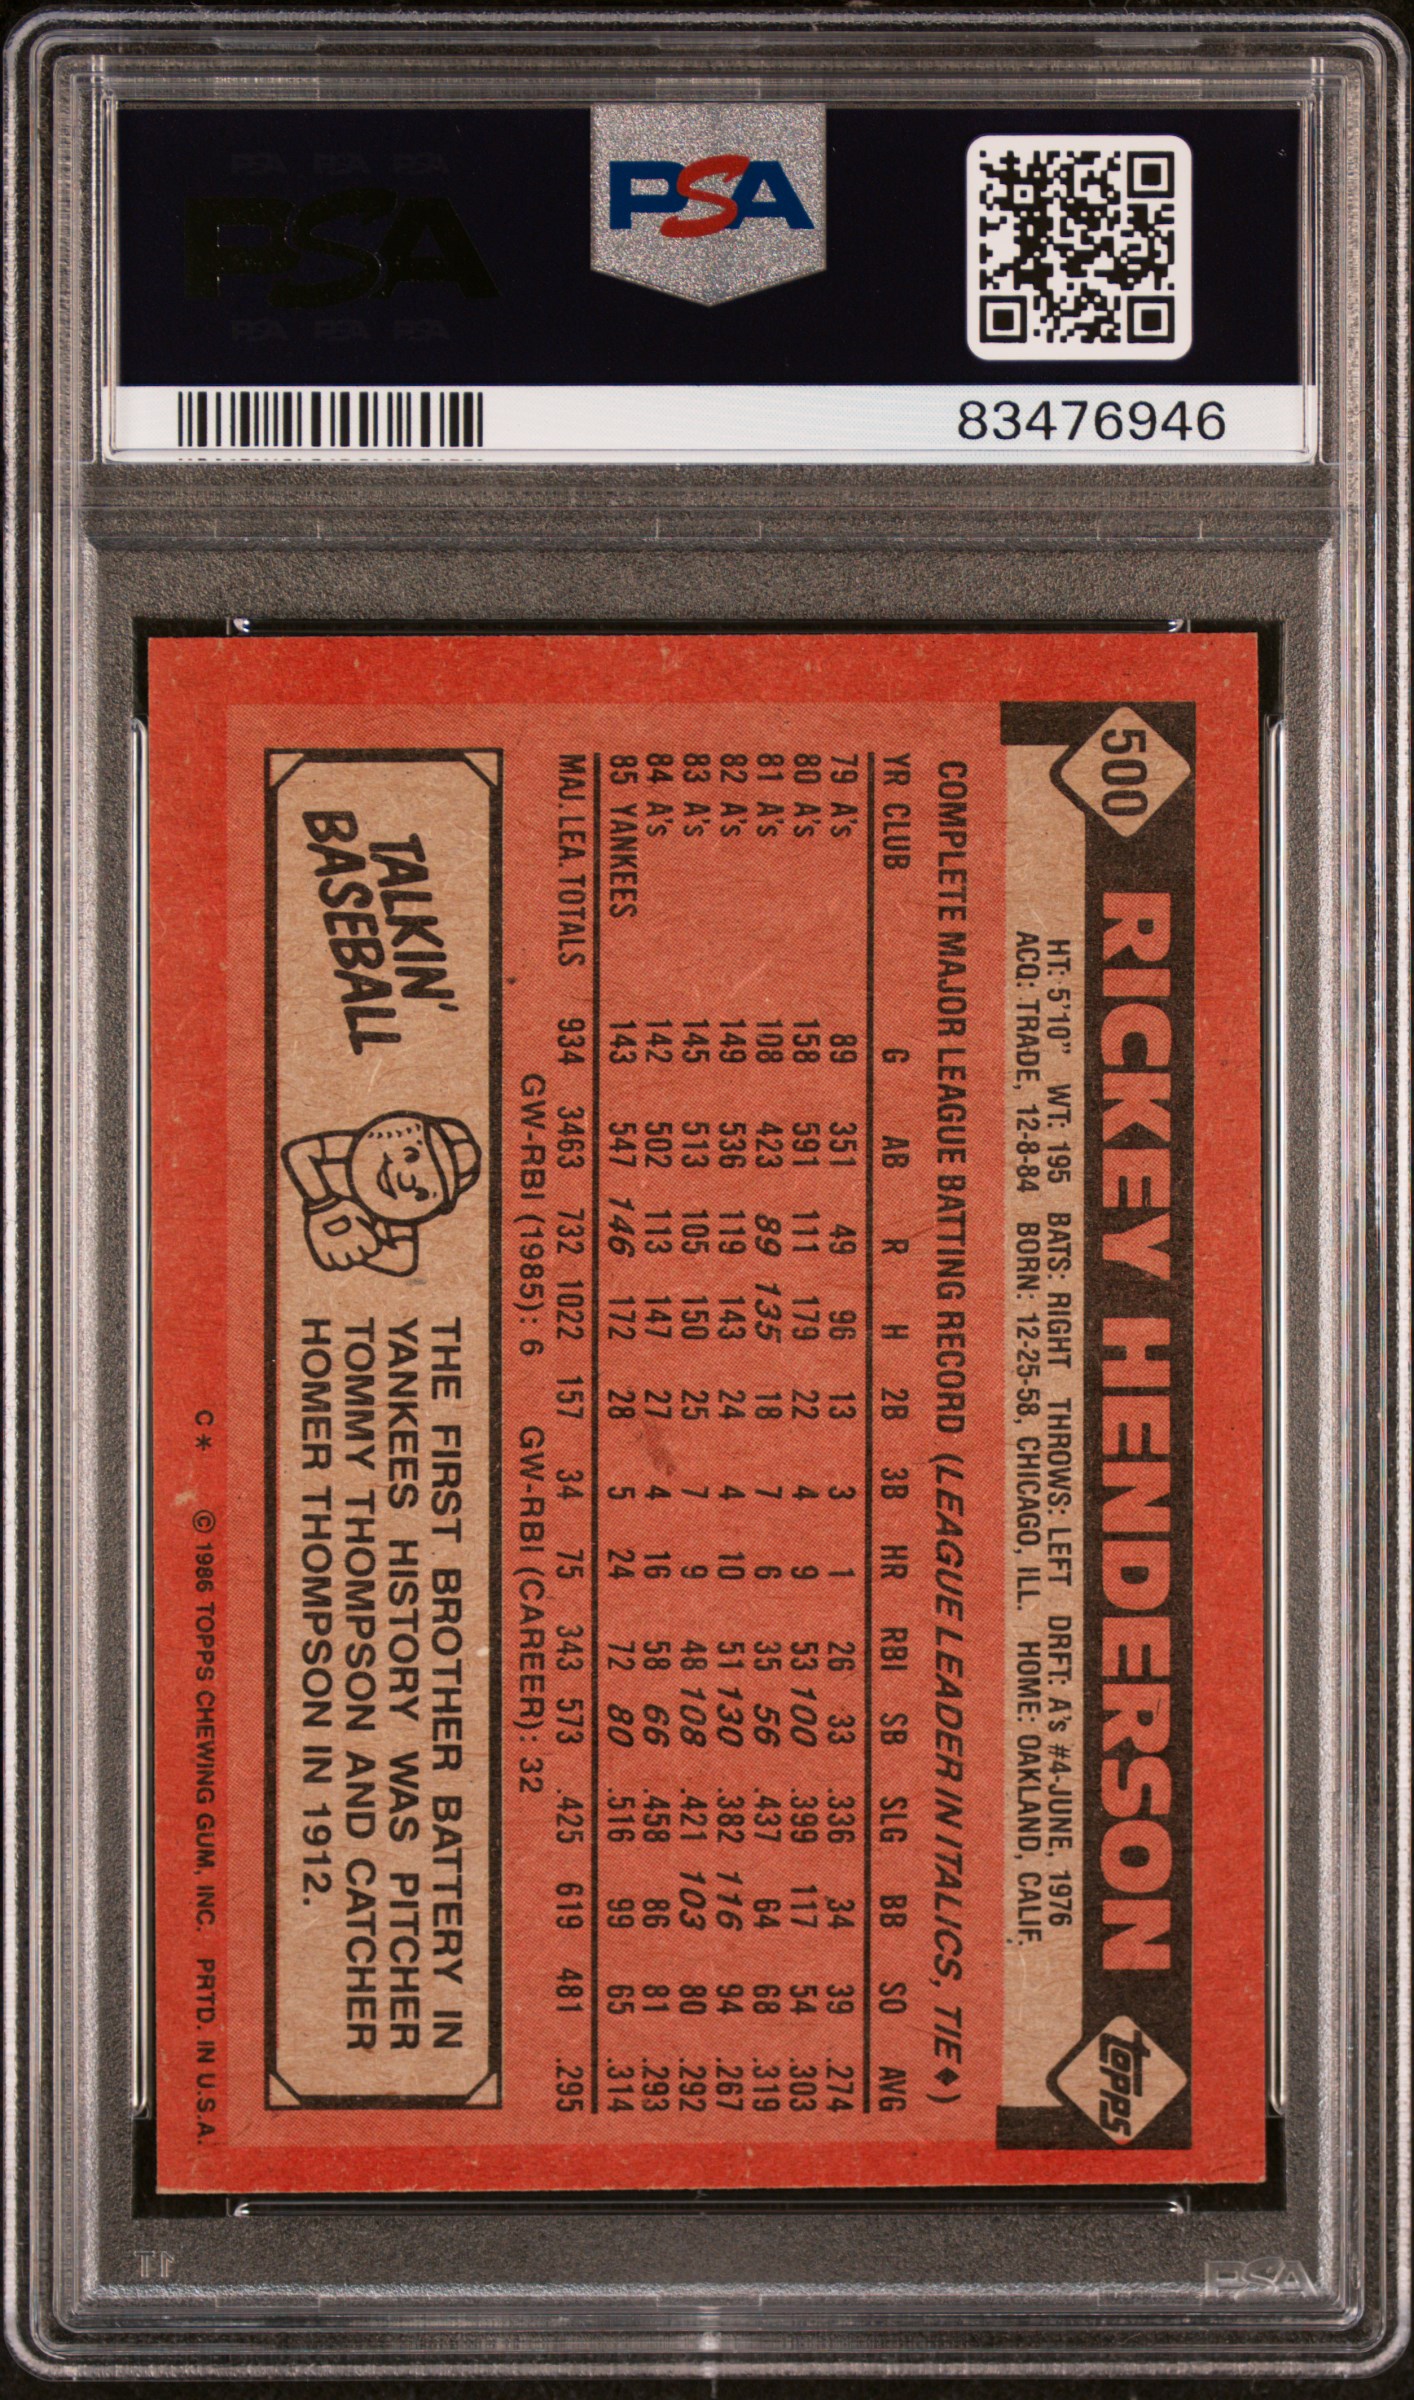 PSA PSA PSA
PSA
PSA PSA PSA
PSA
83476946
500 RICKEY HENDERSON topps
HT: 5'10" WT: 195 BATS: RIGHT THROWS: LEFT DRFT: A's #4-JUNE, 1976
ACQ: TRADE, 12-8-84 BORN: 12-25-58, CHICAGO, ILL. HOME: OAKLAND, CALIF.
COMPLETE MAJOR LEAGUE BATTING RECORD (LEAGUE LEADER IN ITALICS, TIE♦)
YR CLUB G AB R H 2B 3B HR RBI SB SLG BB SO AVG
79 A's 89 351 49 96 13 3 1 26 33 .336 34 39 .274
80 A's 158 591 111 179 22 4 9 53 100 .399 117 54 .303
81 A's 108 423 89 135 18 7 6 35 56 .437 64 68 .319
82 A's 149 536 119 143 24 4 10 51 130 .382 116 94 .267
83 A's 145 513 105 150 25 7 9 48 108 .421 103 80 .292
84 A's 142 502 113 147 27 4 16 58 66 .458 86 81 .293
85 YANKEES 143 547 146 172 28 5 24 72 80 .516 99 65 .314
MAJ. LEA. TOTALS 934 3463 732 1022 157 34 75 343 573 .425 619 481 .295
GW-RBI (1985): 6 GW-RBI (CAREER): 32
TALKIN'
BASEBALL
THE FIRST BROTHER BATTERY IN
YANKEES HISTORY WAS PITCHER
TOMMY THOMPSON AND CATCHER
HOMER THOMPSON IN 1912.
C* © 1986 TOPPS CHEWING GUM, INC. PRTD. IN U.S.A.
PSA